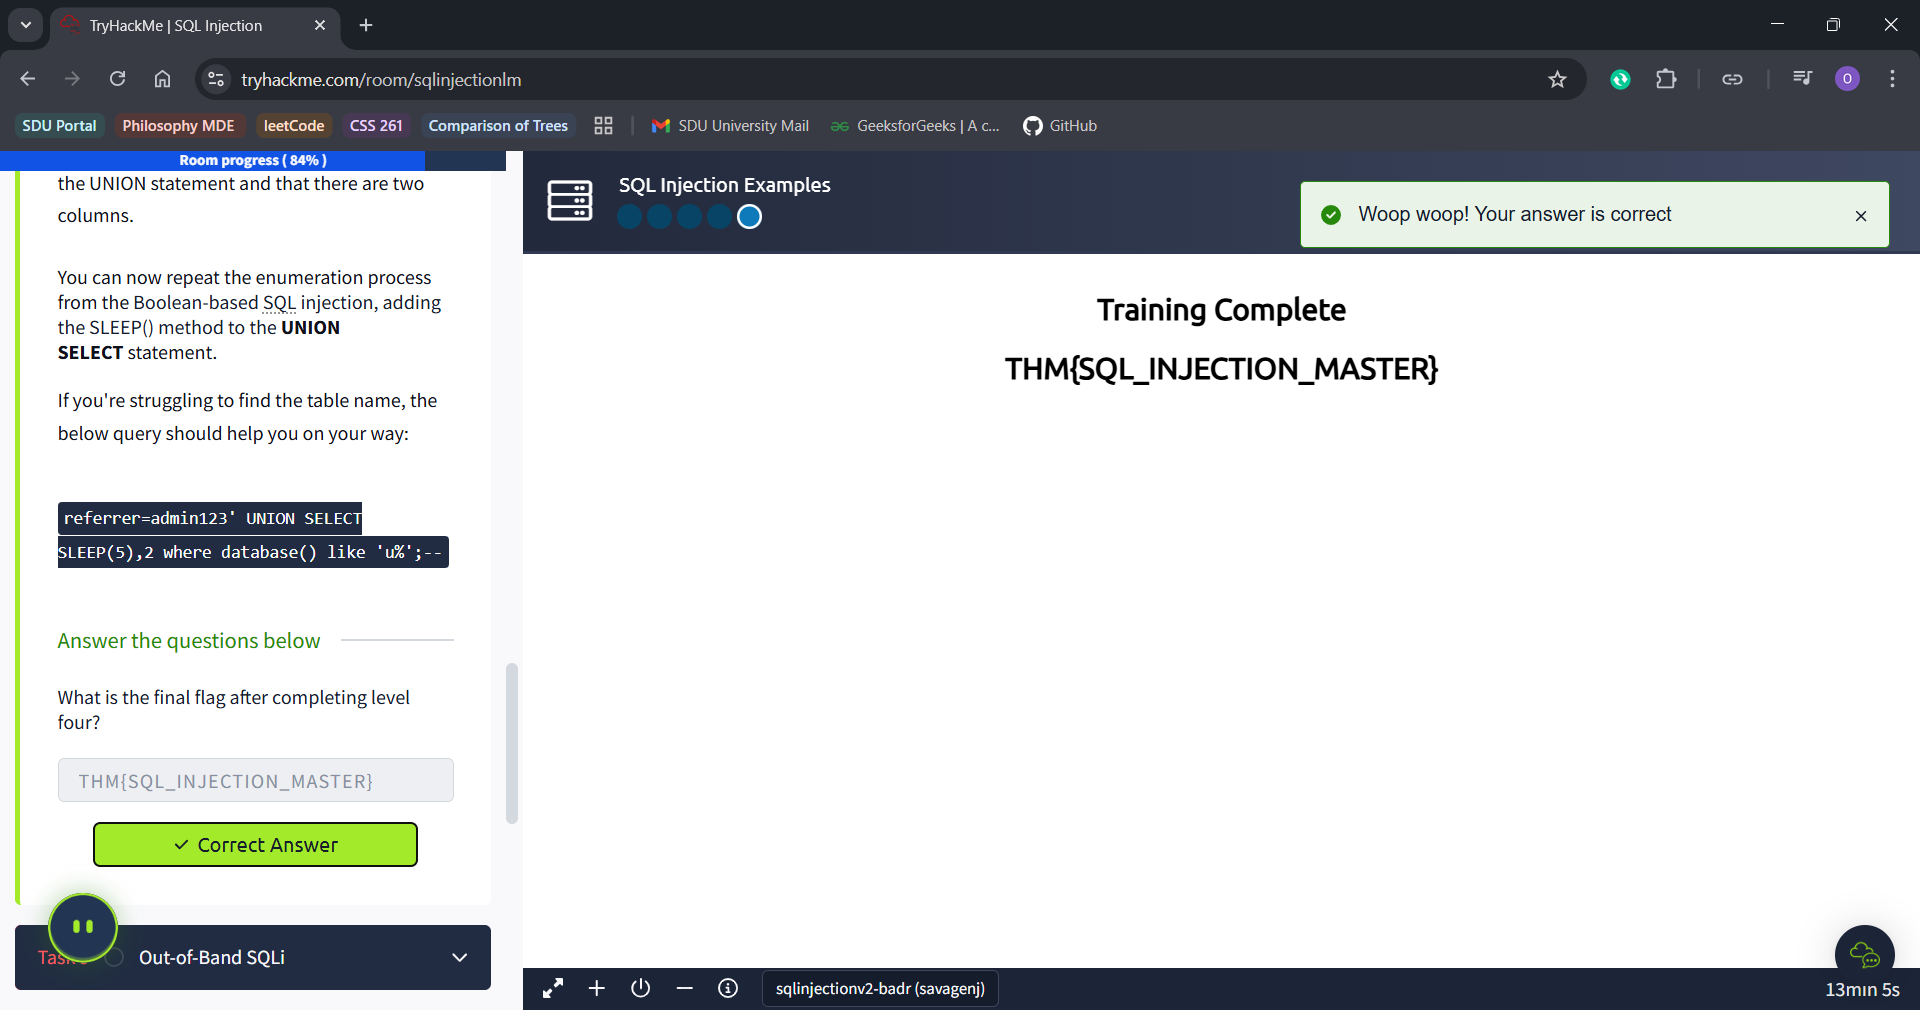 TryHackMe | SQL Injection
tryhackme.com/room/sqlinjectionlm
O
SDU Portal
Philosophy MDE
leetCode
CSS 261
Comparison of Trees
SDU University Mail
GeeksforGeeks | A c...
GitHub
Room progress ( 84% )
the UNION statement and that there are two
columns.
You can now repeat the enumeration process
from the Boolean-based SQL injection, adding
the SLEEP() method to the UNION
SELECT statement.
If you're struggling to find the table name, the
below query should help you on your way:
referrer=admin123' UNION SELECT
SLEEP(5),2 where database() like 'u%';--
Answer the questions below
What is the final flag after completing level
four?
THM{SQL_INJECTION_MASTER}
Correct Answer
Out-of-Band SQLi
SQL Injection Examples
Woop woop! Your answer is correct
Training Complete
THM{SQL_INJECTION_MASTER}
sqlinjectionv2-badr (savagenj)
13min 5s